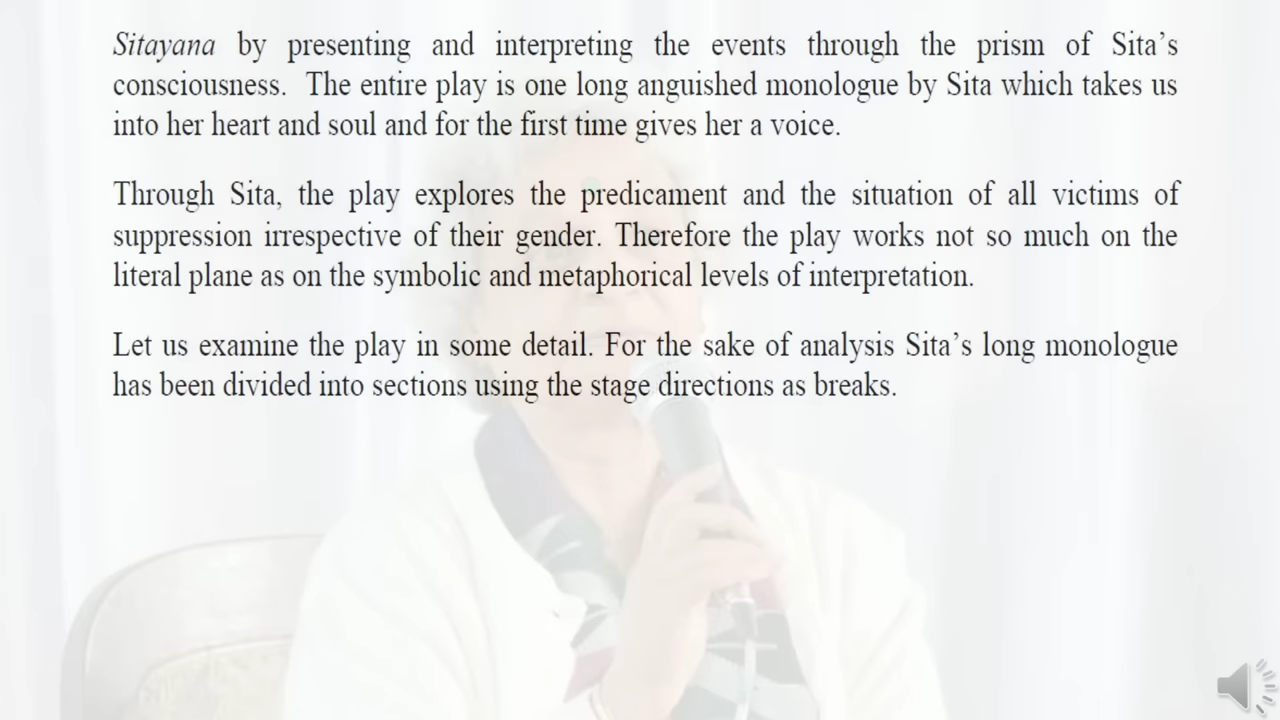 Sitayana by presenting and interpreting the events through the prism of Sita’s
consciousness.  The entire play is one long anguished monologue by Sita which takes us
into her heart and soul and for the first time gives her a voice.
Through Sita, the play explores the predicament and the situation of all victims of
suppression irrespective of their gender. Therefore the play works not so much on the
literal plane as on the symbolic and metaphorical levels of interpretation.
Let us examine the play in some detail. For the sake of analysis Sita’s long monologue
has been divided into sections using the stage directions as breaks.